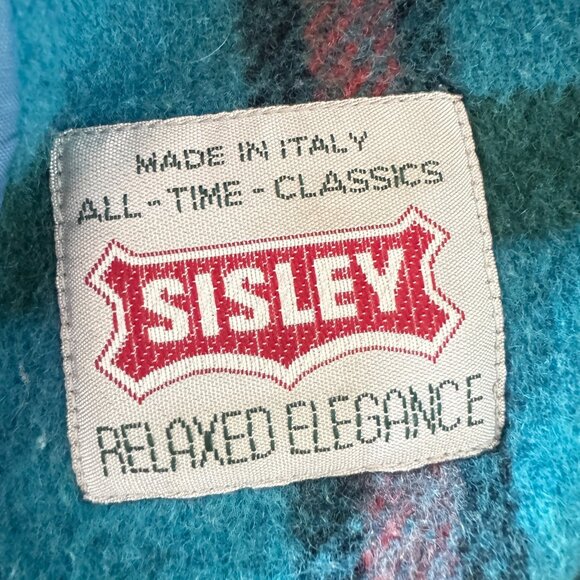 MADE IN ITALY
ALL-TIME-CLASSICS
SISLEY
RELAXED ELEGANCE